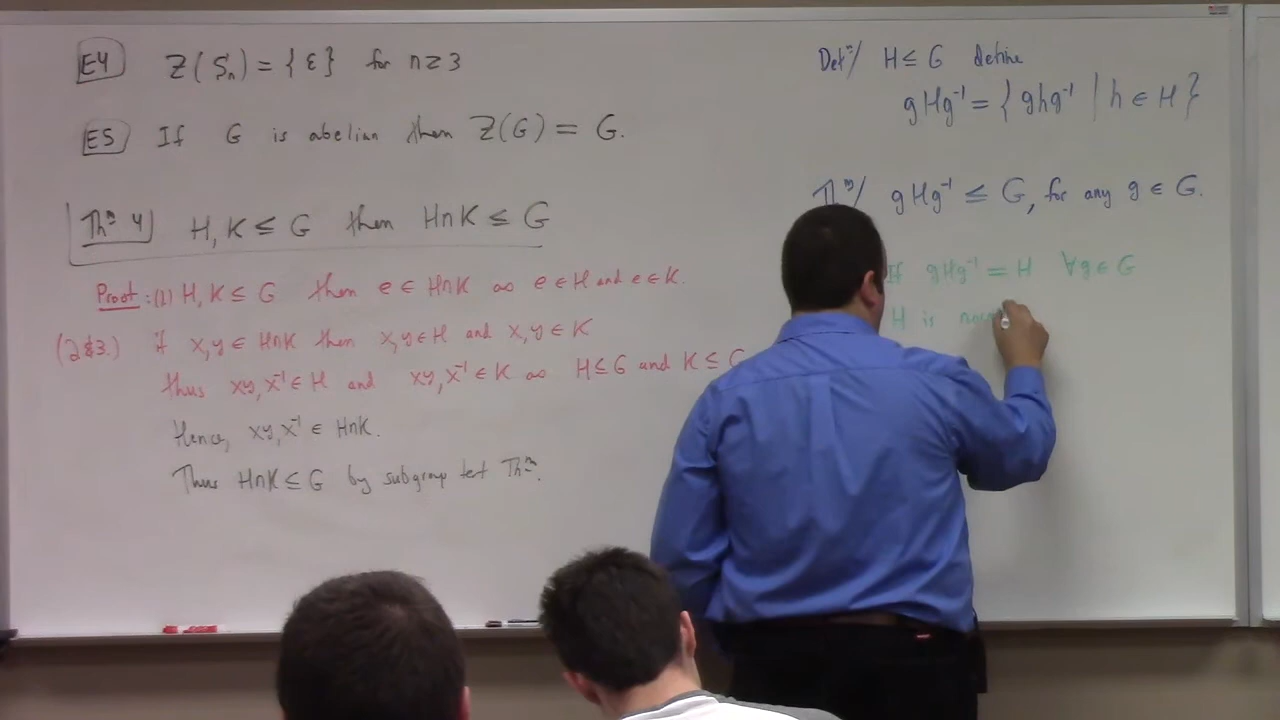 E4 Z(Sₙ) = { ε } for n ≥ 3
E5 If G is abelian then Z(G) = G.
Thᵐ 4 H, K ≤ G then H∩K ≤ G
Proof: (1) H, K ≤ G then e ∈ H∩K as e ∈ H and e ∈ K.
(2&3.) if x, y ∈ H∩K then x, y ∈ H and x, y ∈ K
thus xy, x⁻¹ ∈ H and xy, x⁻¹ ∈ K as H ≤ G and K ≤ G
Hence, xy, x⁻¹ ∈ H∩K.
Thus H∩K ≤ G by subgroup test Thᵐ.
Defⁿ/ H ≤ G define
gHg⁻¹ = { ghg⁻¹ | h ∈ H }
Thᵐ/ gHg⁻¹ ≤ G, for any g ∈ G.
If gHg⁻¹ = H ∀g ∈ G
H is